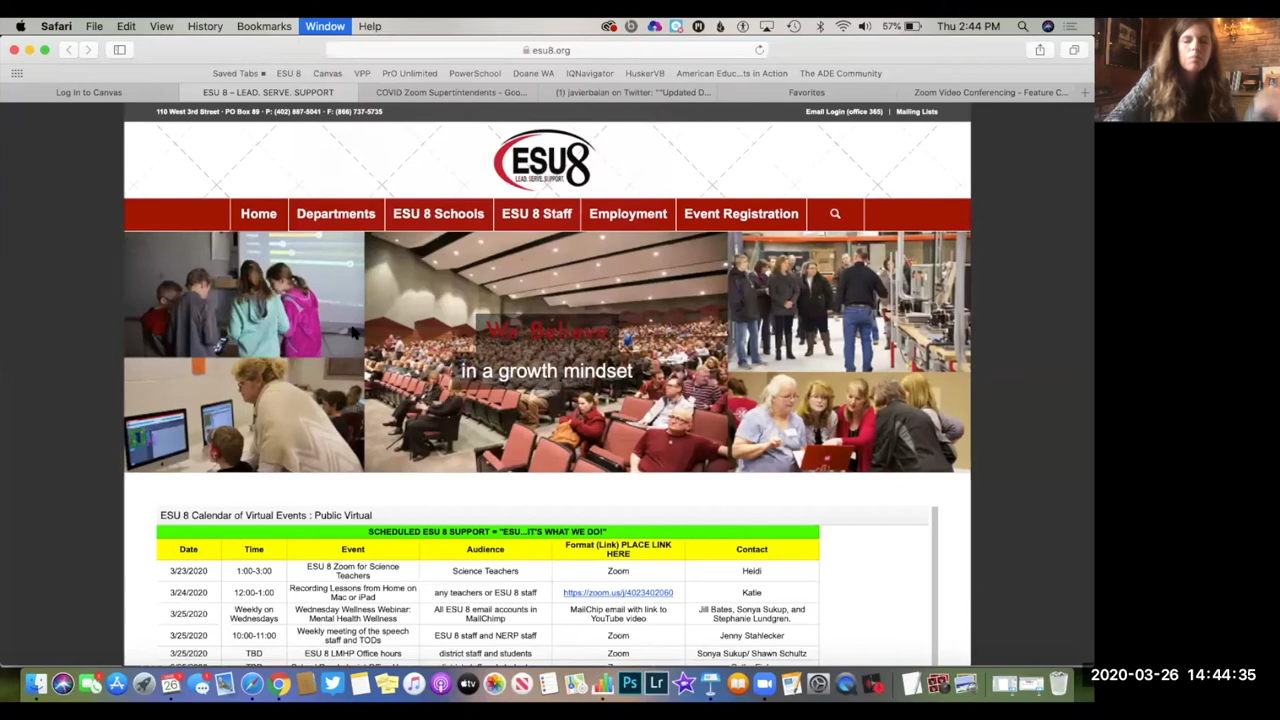 Safari File Edit View History Bookmarks Window Help 57% Thu 2:44 PM
esu8.org
Saved Tabs ESU 8 Canvas VPP PrO Unlimited PowerSchool Doane WA IQNavigator HuskerVB American Educ...ts in Action The ADE Community
Log In to Canvas ESU 8 – LEAD. SERVE. SUPPORT COVID Zoom Supertintendents - Goo... (1) javierbaian on Twitter: ""Updated D... Favorites Zoom Video Conferencing - Feature C...
110 West 3rd Street · PO Box 89 · P: (402) 887-5041 · F: (866) 737-5735 Email Login (office 365) | Mailing Lists
ESU8
LEAD. SERVE. SUPPORT.
Home Departments ESU 8 Schools ESU 8 Staff Employment Event Registration
We Believe
in a growth mindset
ESU 8 Calendar of Virtual Events : Public Virtual
SCHEDULED ESU 8 SUPPORT = "ESU...IT'S WHAT WE DO!"
Date Time Event Audience Format (Link) PLACE LINK HERE Contact
3/23/2020 1:00-3:00 ESU 8 Zoom for Science Teachers Science Teachers Zoom Heidi
3/24/2020 12:00-1:00 Recording Lessons from Home on Mac or iPad any teachers or ESU 8 staff https://zoom.us/j/4023402060 Katie
3/25/2020 Weekly on Wednesdays Wednesday Wellness Webinar: Mental Health Wellness All ESU 8 email accounts in MailChimp MailChip email with link to YouTube video Jill Bates, Sonya Sukup, and Stephanie Lundgren.
3/25/2020 10:00-11:00 Weekly meeting of the speech staff and TODs ESU 8 staff and NERP staff Zoom Jenny Stahlecker
3/25/2020 TBD ESU 8 LMHP Office hours district staff and students Zoom Sonya Sukup/ Shawn Schultz
26
Ps Lr
2020-03-26 14:44:35